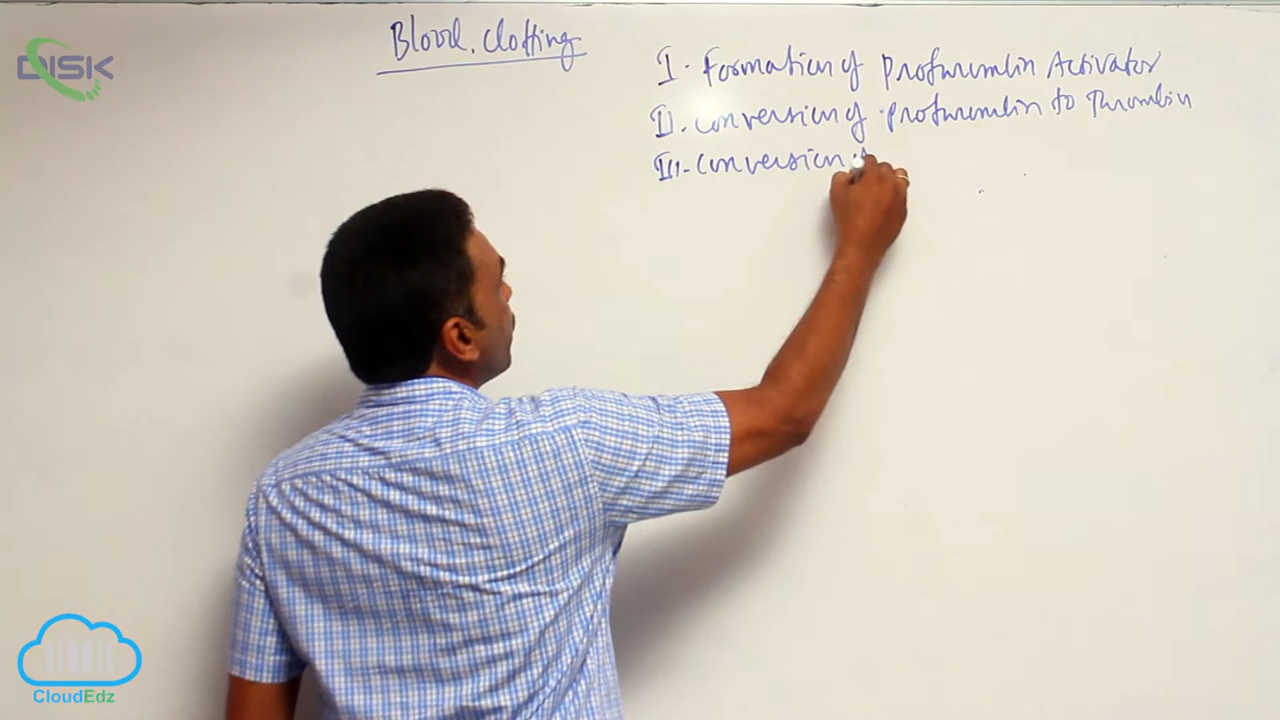 DISK
Blood. Clotting
I. Formation of Prothrombin Activator
II. Conversion of Prothrombin to Thrombin
III. Conversion
CloudEdz